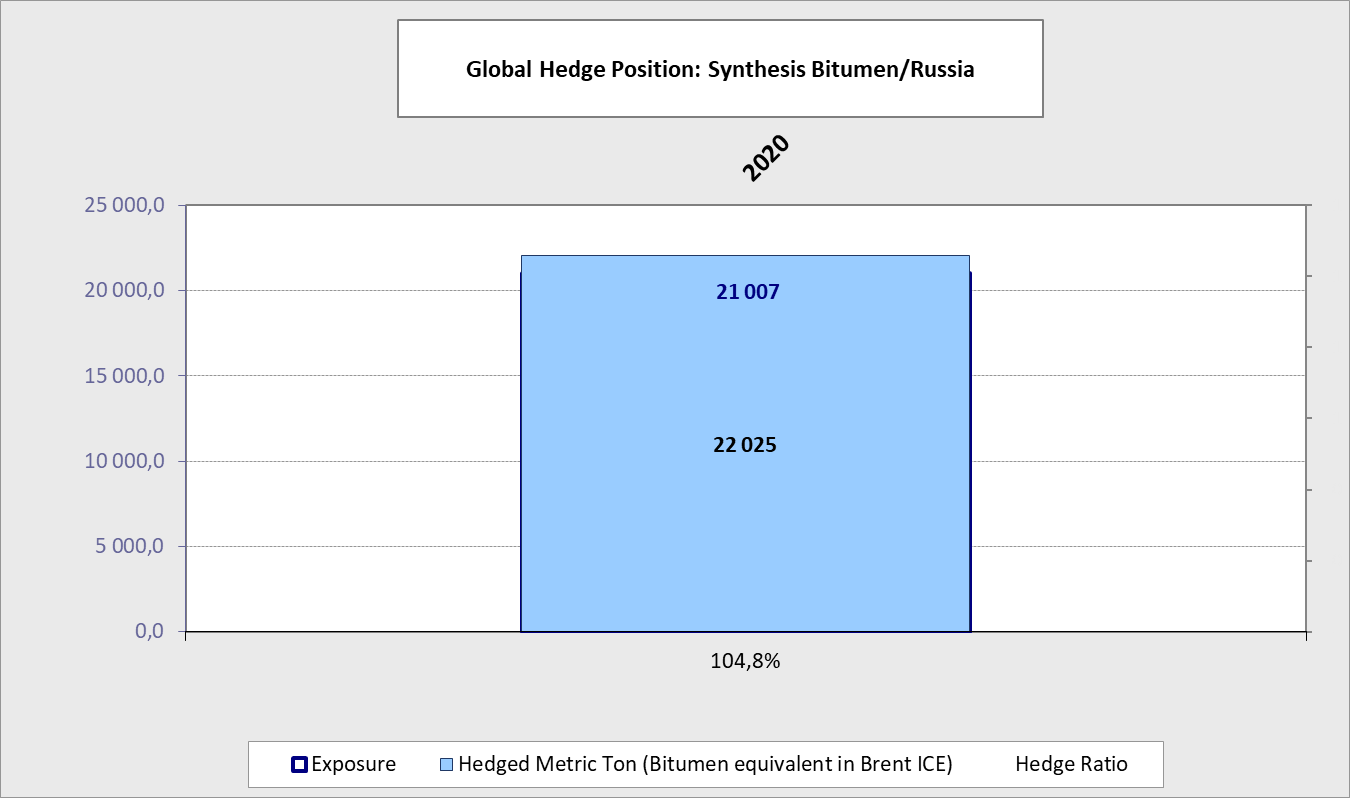 Global Hedge Position: Synthesis Bitumen/Russia
2020
25 000,0
20 000,0
15 000,0
10 000,0
5 000,0
0,0
21 007
22 025
104,8%
Exposure
Hedged Metric Ton (Bitumen equivalent in Brent ICE)
Hedge Ratio